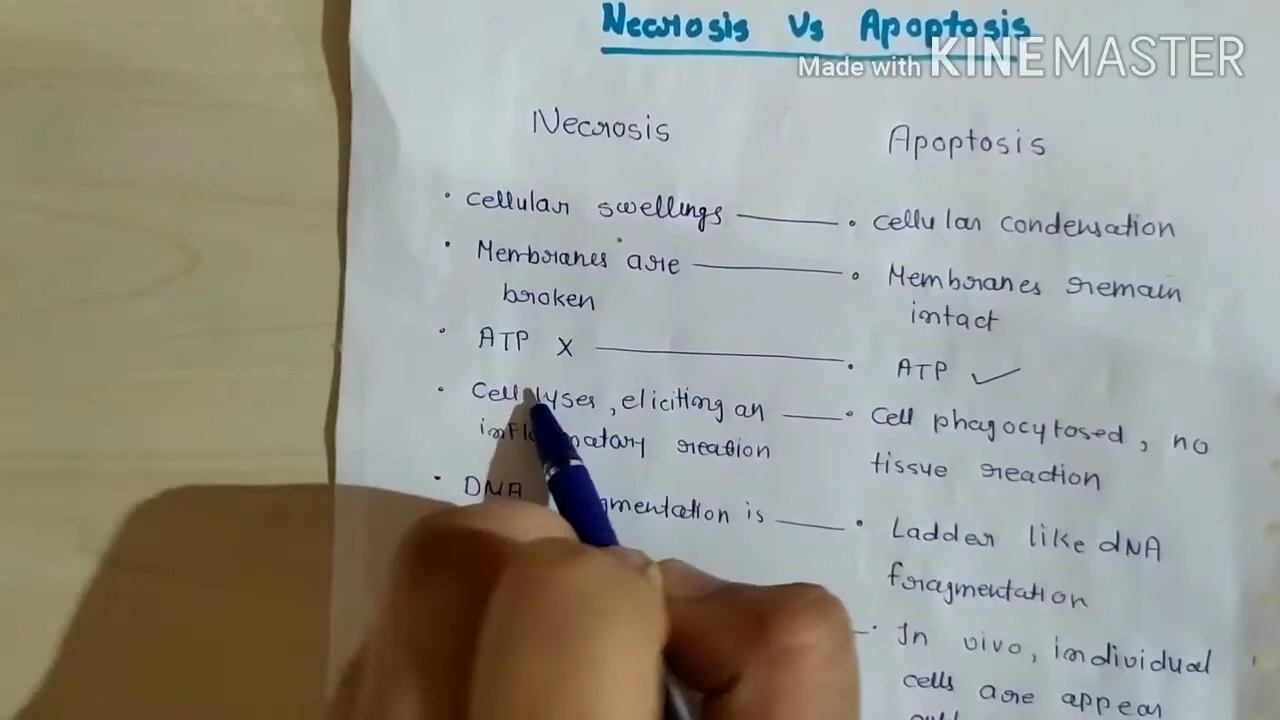 Necrosis Vs Apoptosis
Made with KINEMASTER
Necrosis
Apoptosis
• cellular swellings
• cellular condensation
• Membranes are
broken
• Membranes remain
intact
• ATP X
• ATP ✓
• Cell lyses, eliciting an
reation
• Cell phagocytosed, no
tissue reaction
• DNA is
• Ladder like dNA
fragmentation
• In vivo, individual
cells are appear